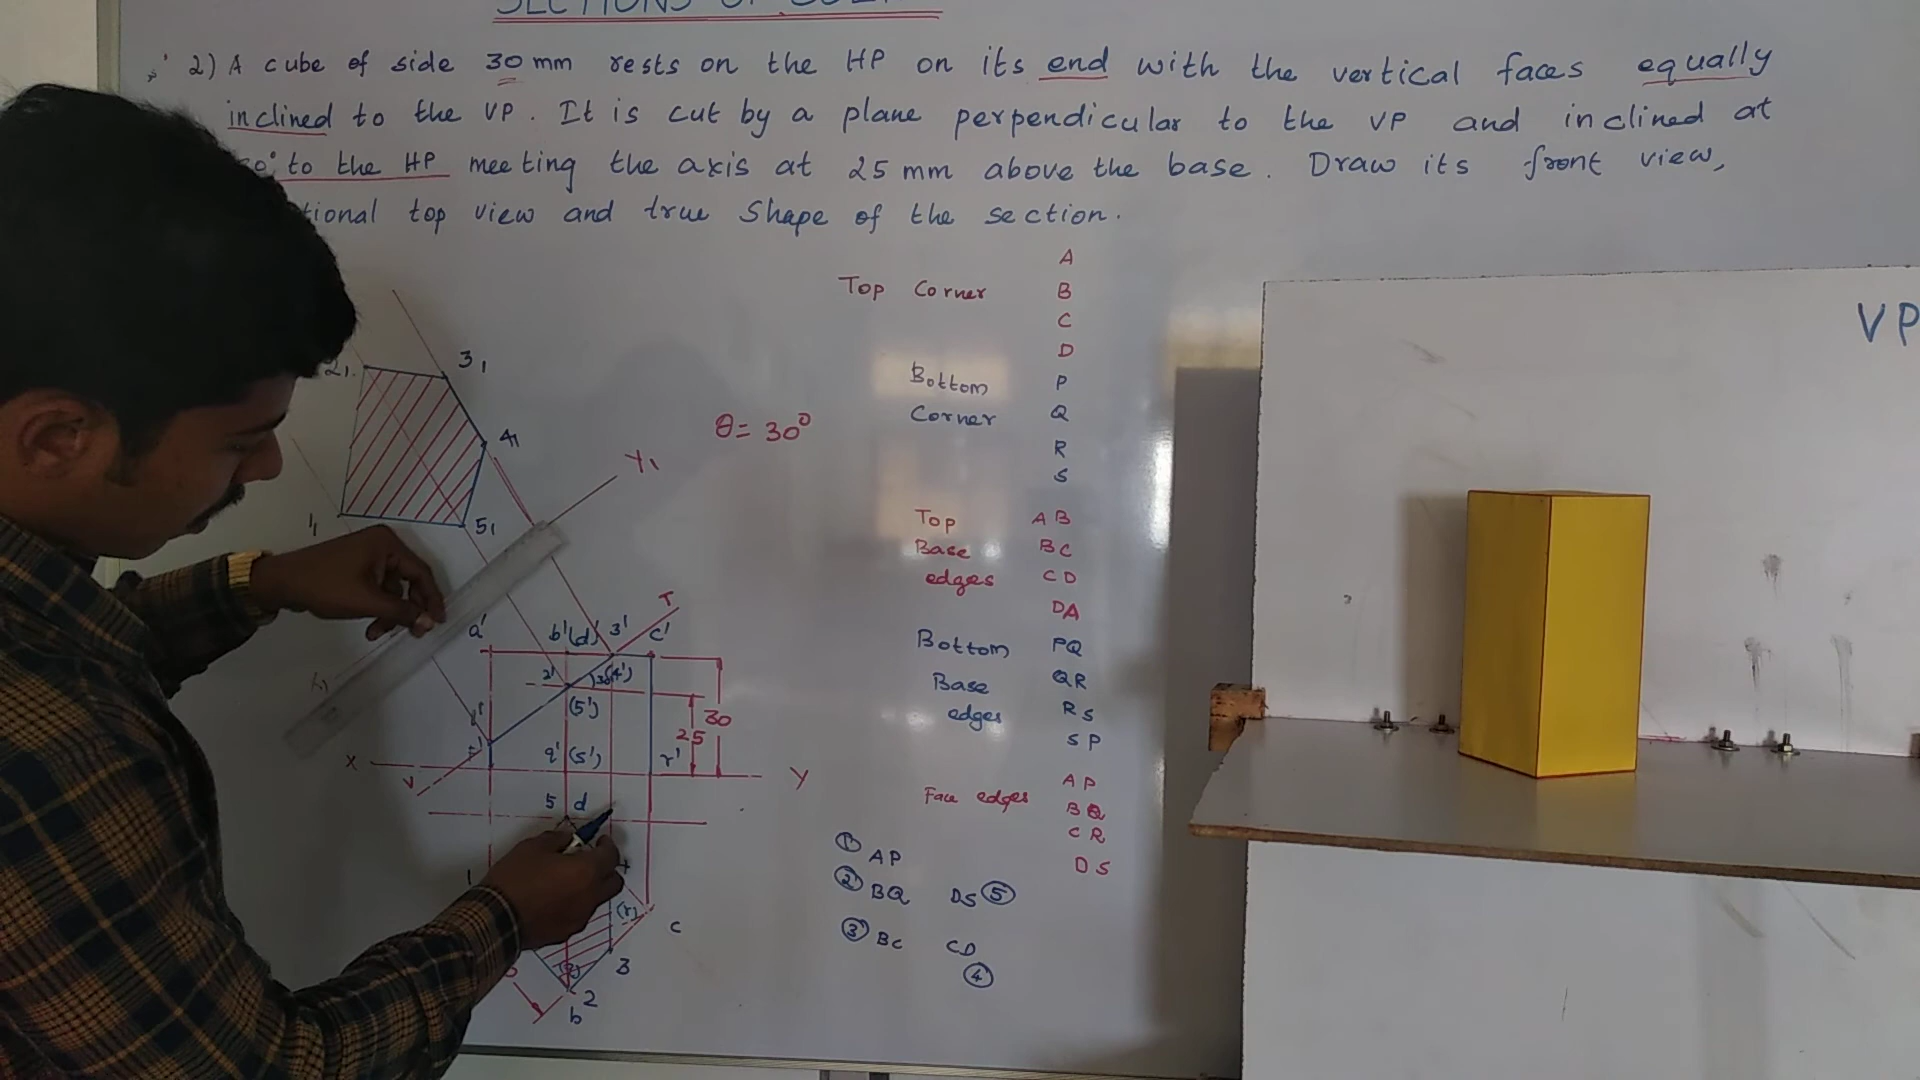 2) A cube of side 30 mm rests on the HP on its end with the vertical faces equally
inclined to the VP. It is cut by a plane perpendicular to the VP and inclined at
to the HP meeting the axis at 25 mm above the base. Draw its front view,
tional top view and true Shape of the section.
Top Corner
A
B
C
D
Bottom
Corner
P
Q
R
S
Top
Base
edges
AB
BC
CD
DA
Bottom
Base
edges
PQ
QR
RS
SP
Face edges
AP
BQ
CR
DS
① AP
② BQ DS ⑤
③ BC CD
④
θ = 30°
2₁
3₁
4₁
5₁
1₁
Y₁
T
a'
b'(d')
3'
c'
2'
30
(4')
(5')
30
25
q' (s')
r'
X
V
Y
5 d
(r)
c
3
2
b
VP